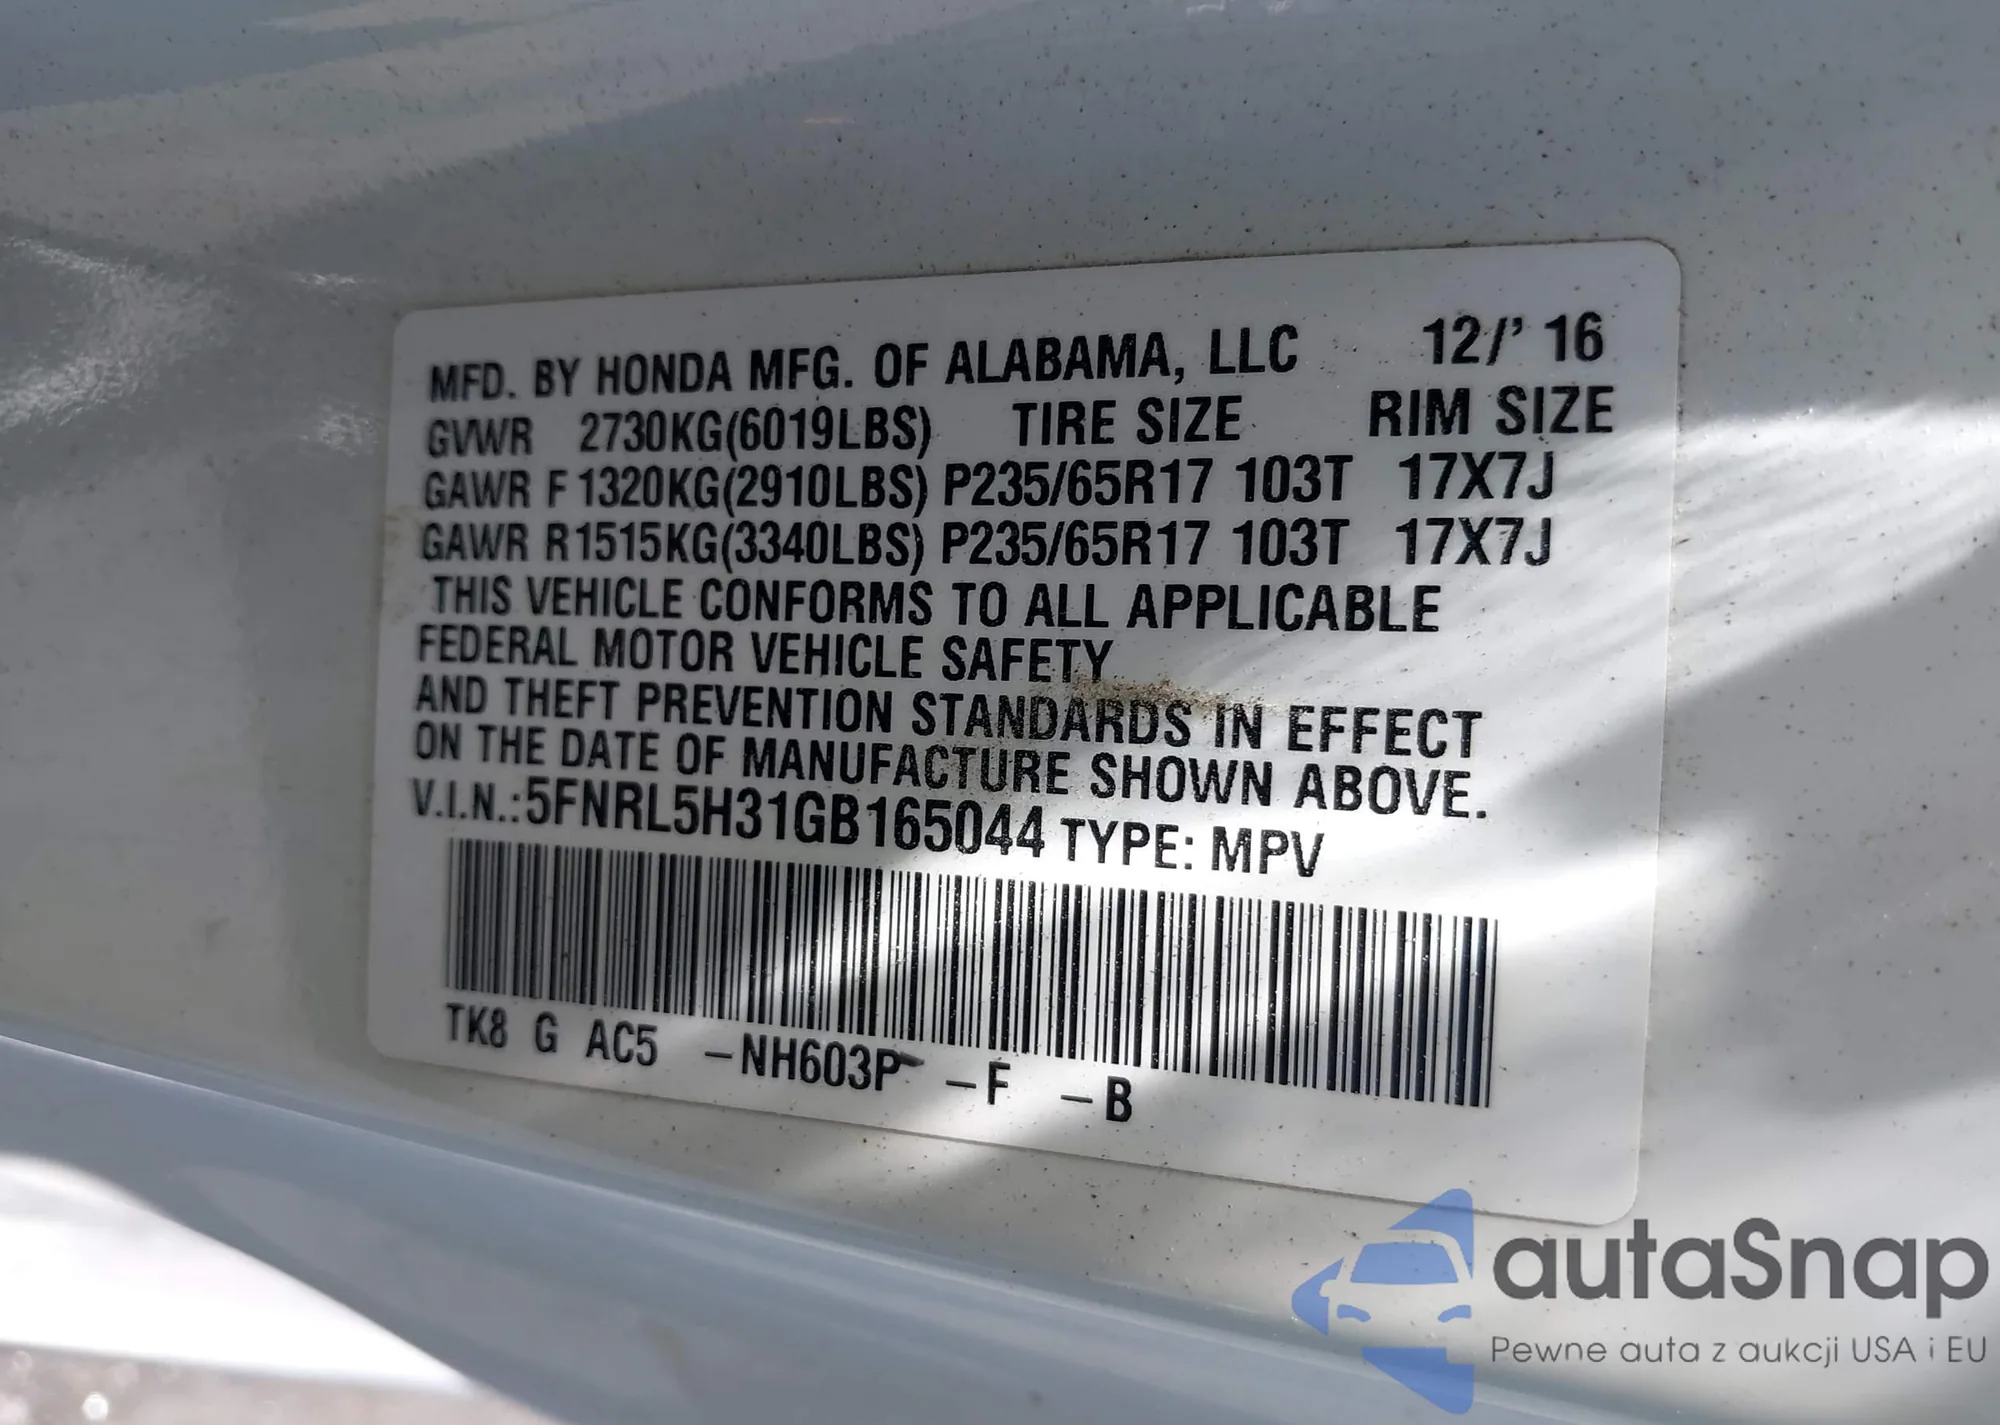 MFD. BY HONDA MFG. OF ALABAMA, LLC 12/' 16
GVWR 2730KG(6019LBS) TIRE SIZE RIM SIZE
GAWR F 1320KG(2910LBS) P235/65R17 103T 17X7J
GAWR R1515KG(3340LBS) P235/65R17 103T 17X7J
THIS VEHICLE CONFORMS TO ALL APPLICABLE
FEDERAL MOTOR VEHICLE SAFETY
AND THEFT PREVENTION STANDARDS IN EFFECT
ON THE DATE OF MANUFACTURE SHOWN ABOVE.
V.I.N.:5FNRL5H31GB165044 TYPE: MPV
TK8 G AC5 –NH603P –F –B
autaSnap
Pewne auta z aukcji USA i EU